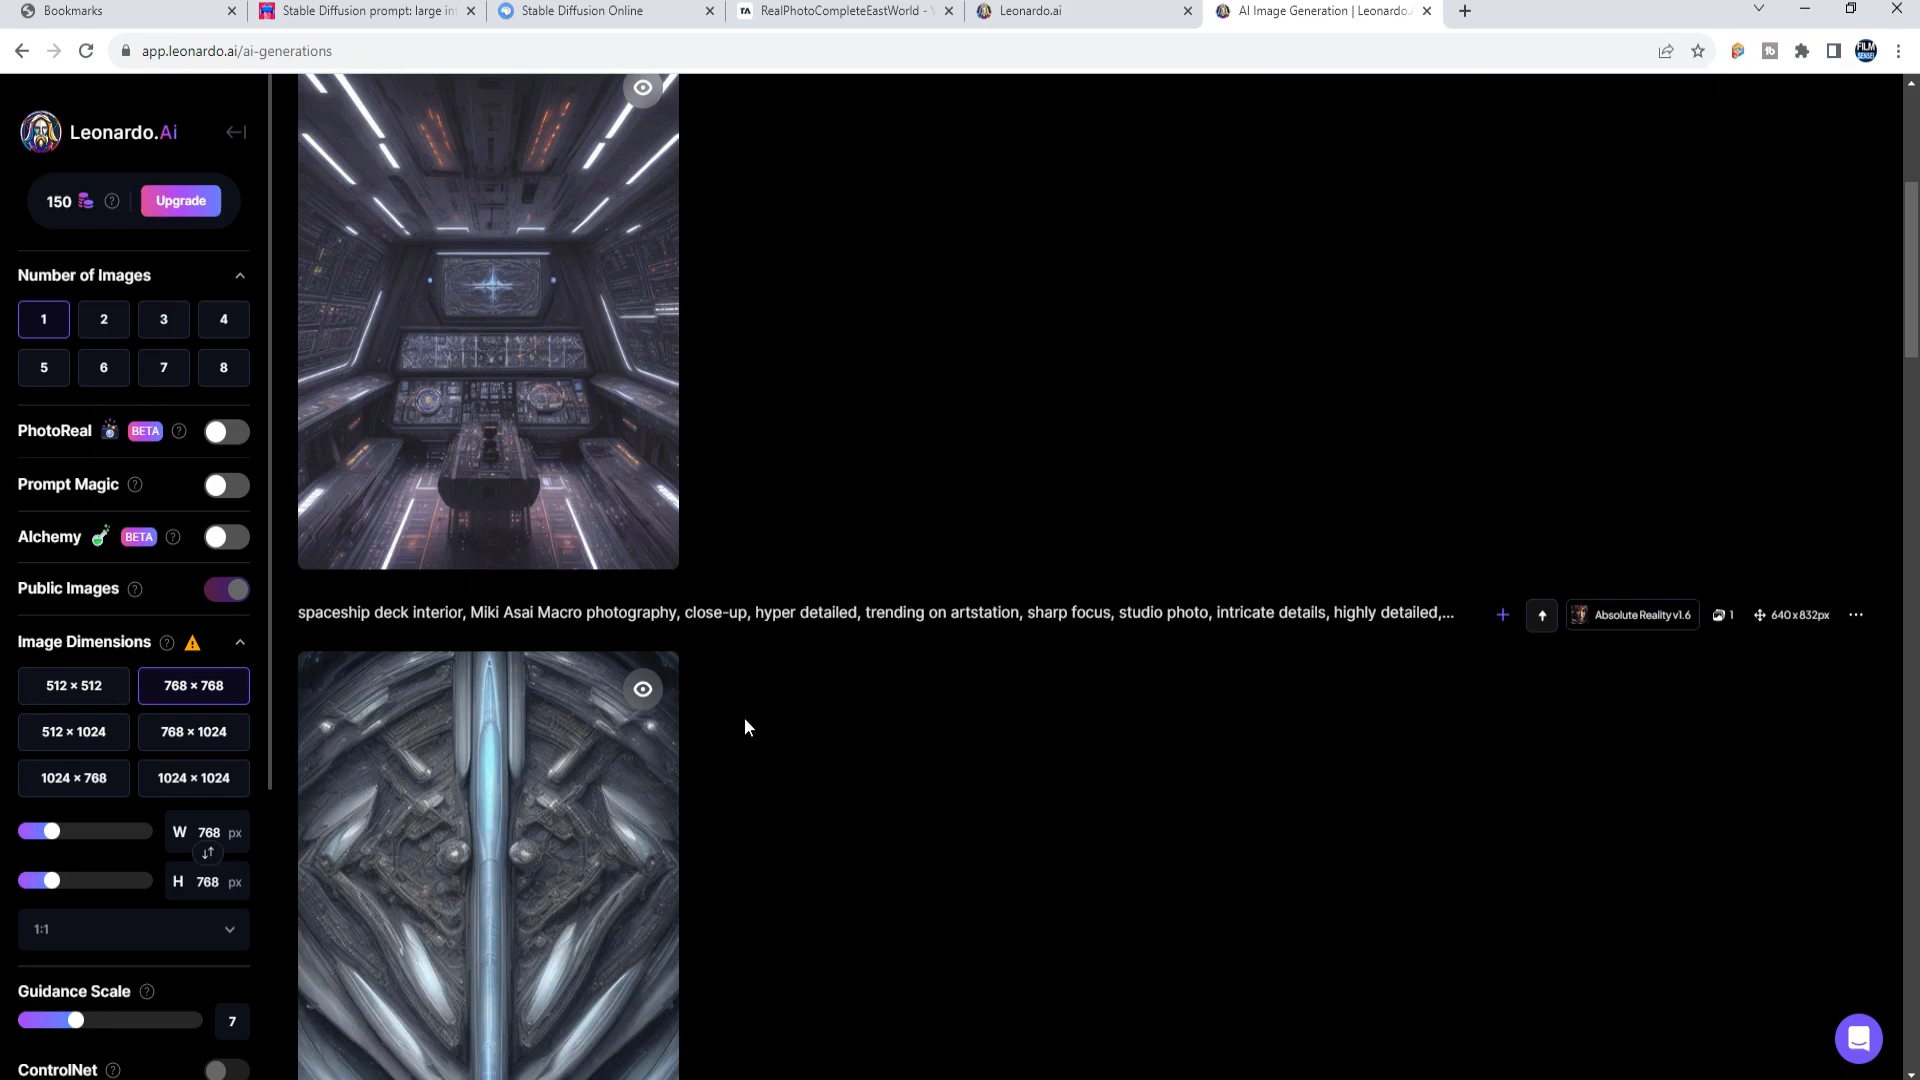 Bookmarks
Stable Diffusion prompt: large in
Stable Diffusion Online
TA RealPhotoCompleteEastWorld -
Leonardo.ai
AI Image Generation | Leonardo.
app.leonardo.ai/ai-generations
FILM SENSEI
Leonardo.Ai
150
Upgrade
Number of Images
1 2 3 4
5 6 7 8
PhotoReal BETA
Prompt Magic
Alchemy BETA
Public Images
Image Dimensions
512 × 512 768 × 768
512 × 1024 768 × 1024
1024 × 768 1024 × 1024
W 768 px
H 768 px
1:1
Guidance Scale
7
ControlNet
spaceship deck interior, Miki Asai Macro photography, close-up, hyper detailed, trending on artstation, sharp focus, studio photo, intricate details, highly detailed,...
Absolute Reality v1.6
1
640 x 832px